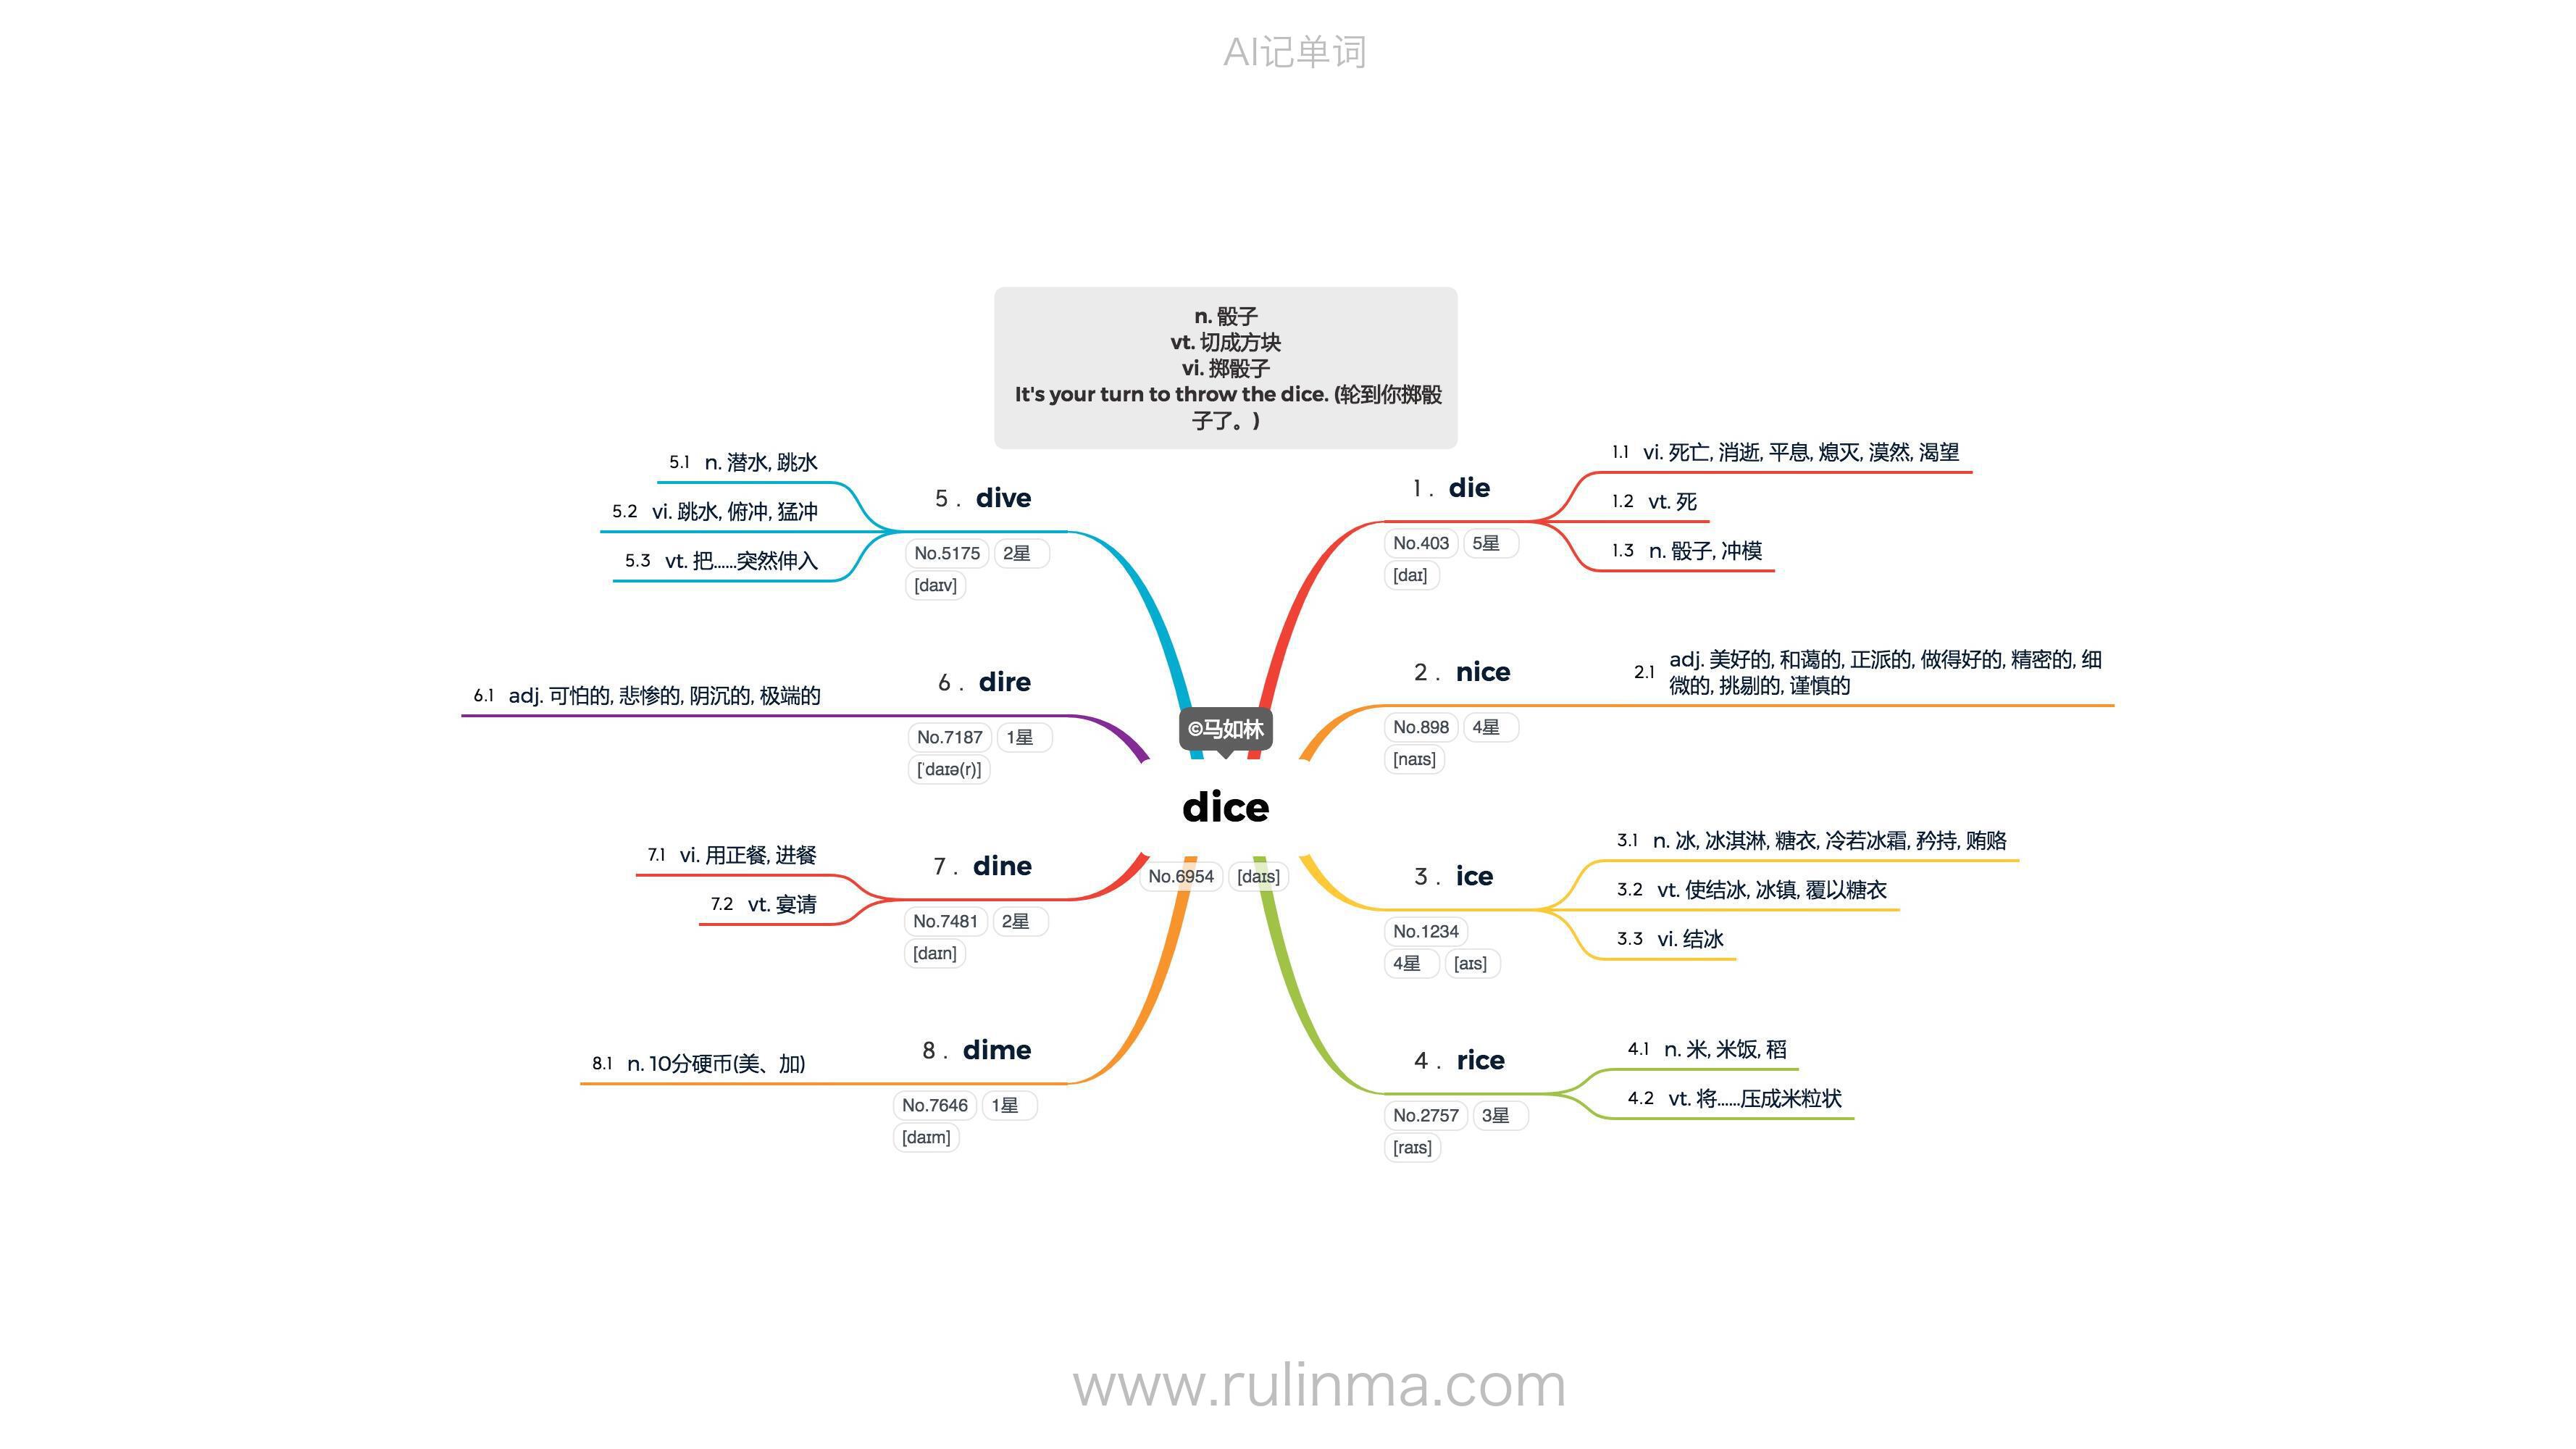 AI记单词
n. 骰子
vt. 切成方块
vi. 掷骰子
It's your turn to throw the dice. (轮到你掷骰
子了。)
©马如林
dice
No.6954 [daɪs]
1. die
No.403 5星
[daɪ]
1.1 vi. 死亡, 消逝, 平息, 熄灭, 漠然, 渴望
1.2 vt. 死
1.3 n. 骰子, 冲模
2. nice
No.898 4星
[naɪs]
2.1 adj. 美好的, 和蔼的, 正派的, 做得好的, 精密的, 细
微的, 挑剔的, 谨慎的
3. ice
No.1234
4星 [aɪs]
3.1 n. 冰, 冰淇淋, 糖衣, 冷若冰霜, 矜持, 贿赂
3.2 vt. 使结冰, 冰镇, 覆以糖衣
3.3 vi. 结冰
4. rice
No.2757 3星
[raɪs]
4.1 n. 米, 米饭, 稻
4.2 vt. 将……压成米粒状
5. dive
No.5175 2星
[daɪv]
5.1 n. 潜水, 跳水
5.2 vi. 跳水, 俯冲, 猛冲
5.3 vt. 把……突然伸入
6. dire
No.7187 1星
[ˈdaɪə(r)]
6.1 adj. 可怕的, 悲惨的, 阴沉的, 极端的
7. dine
No.7481 2星
[daɪn]
7.1 vi. 用正餐, 进餐
7.2 vt. 宴请
8. dime
No.7646 1星
[daɪm]
8.1 n. 10分硬币(美、加)
www.rulinma.com